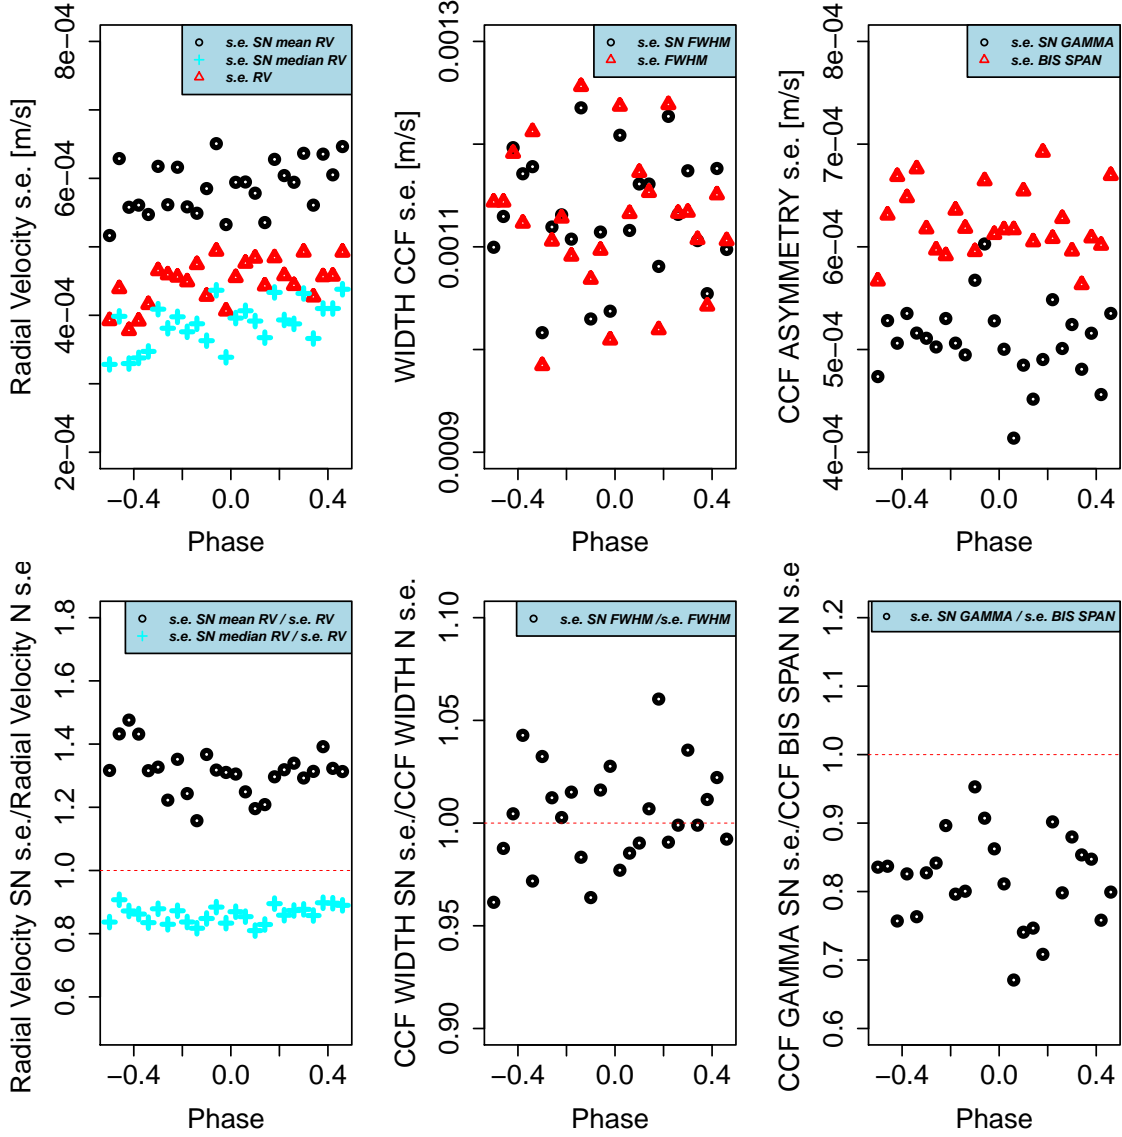 Radial Velocity s.e. [m/s]
2e−04 4e−04 6e−04 8e−04
s.e. SN mean RV
s.e. SN median RV
s.e. RV
−0.4 0.0 0.4
Phase
WIDTH CCF s.e. [m/s]
0.0009 0.0011 0.0013
s.e. SN FWHM
s.e. FWHM
−0.4 0.0 0.4
Phase
CCF ASYMMETRY s.e. [m/s]
4e−04 5e−04 6e−04 7e−04 8e−04
s.e. SN GAMMA
s.e. BIS SPAN
−0.4 0.0 0.4
Phase
Radial Velocity SN s.e./Radial Velocity N s.e
0.6 0.8 1.0 1.2 1.4 1.6 1.8
s.e. SN mean RV / s.e. RV
s.e. SN median RV / s.e. RV
−0.4 0.0 0.4
Phase
CCF WIDTH SN s.e./CCF WIDTH N s.e.
0.90 0.95 1.00 1.05 1.10
s.e. SN FWHM /s.e. FWHM
−0.4 0.0 0.4
Phase
CCF GAMMA SN s.e./CCF BIS SPAN N s.e
0.6 0.7 0.8 0.9 1.0 1.1 1.2
s.e. SN GAMMA / s.e. BIS SPAN
−0.4 0.0 0.4
Phase